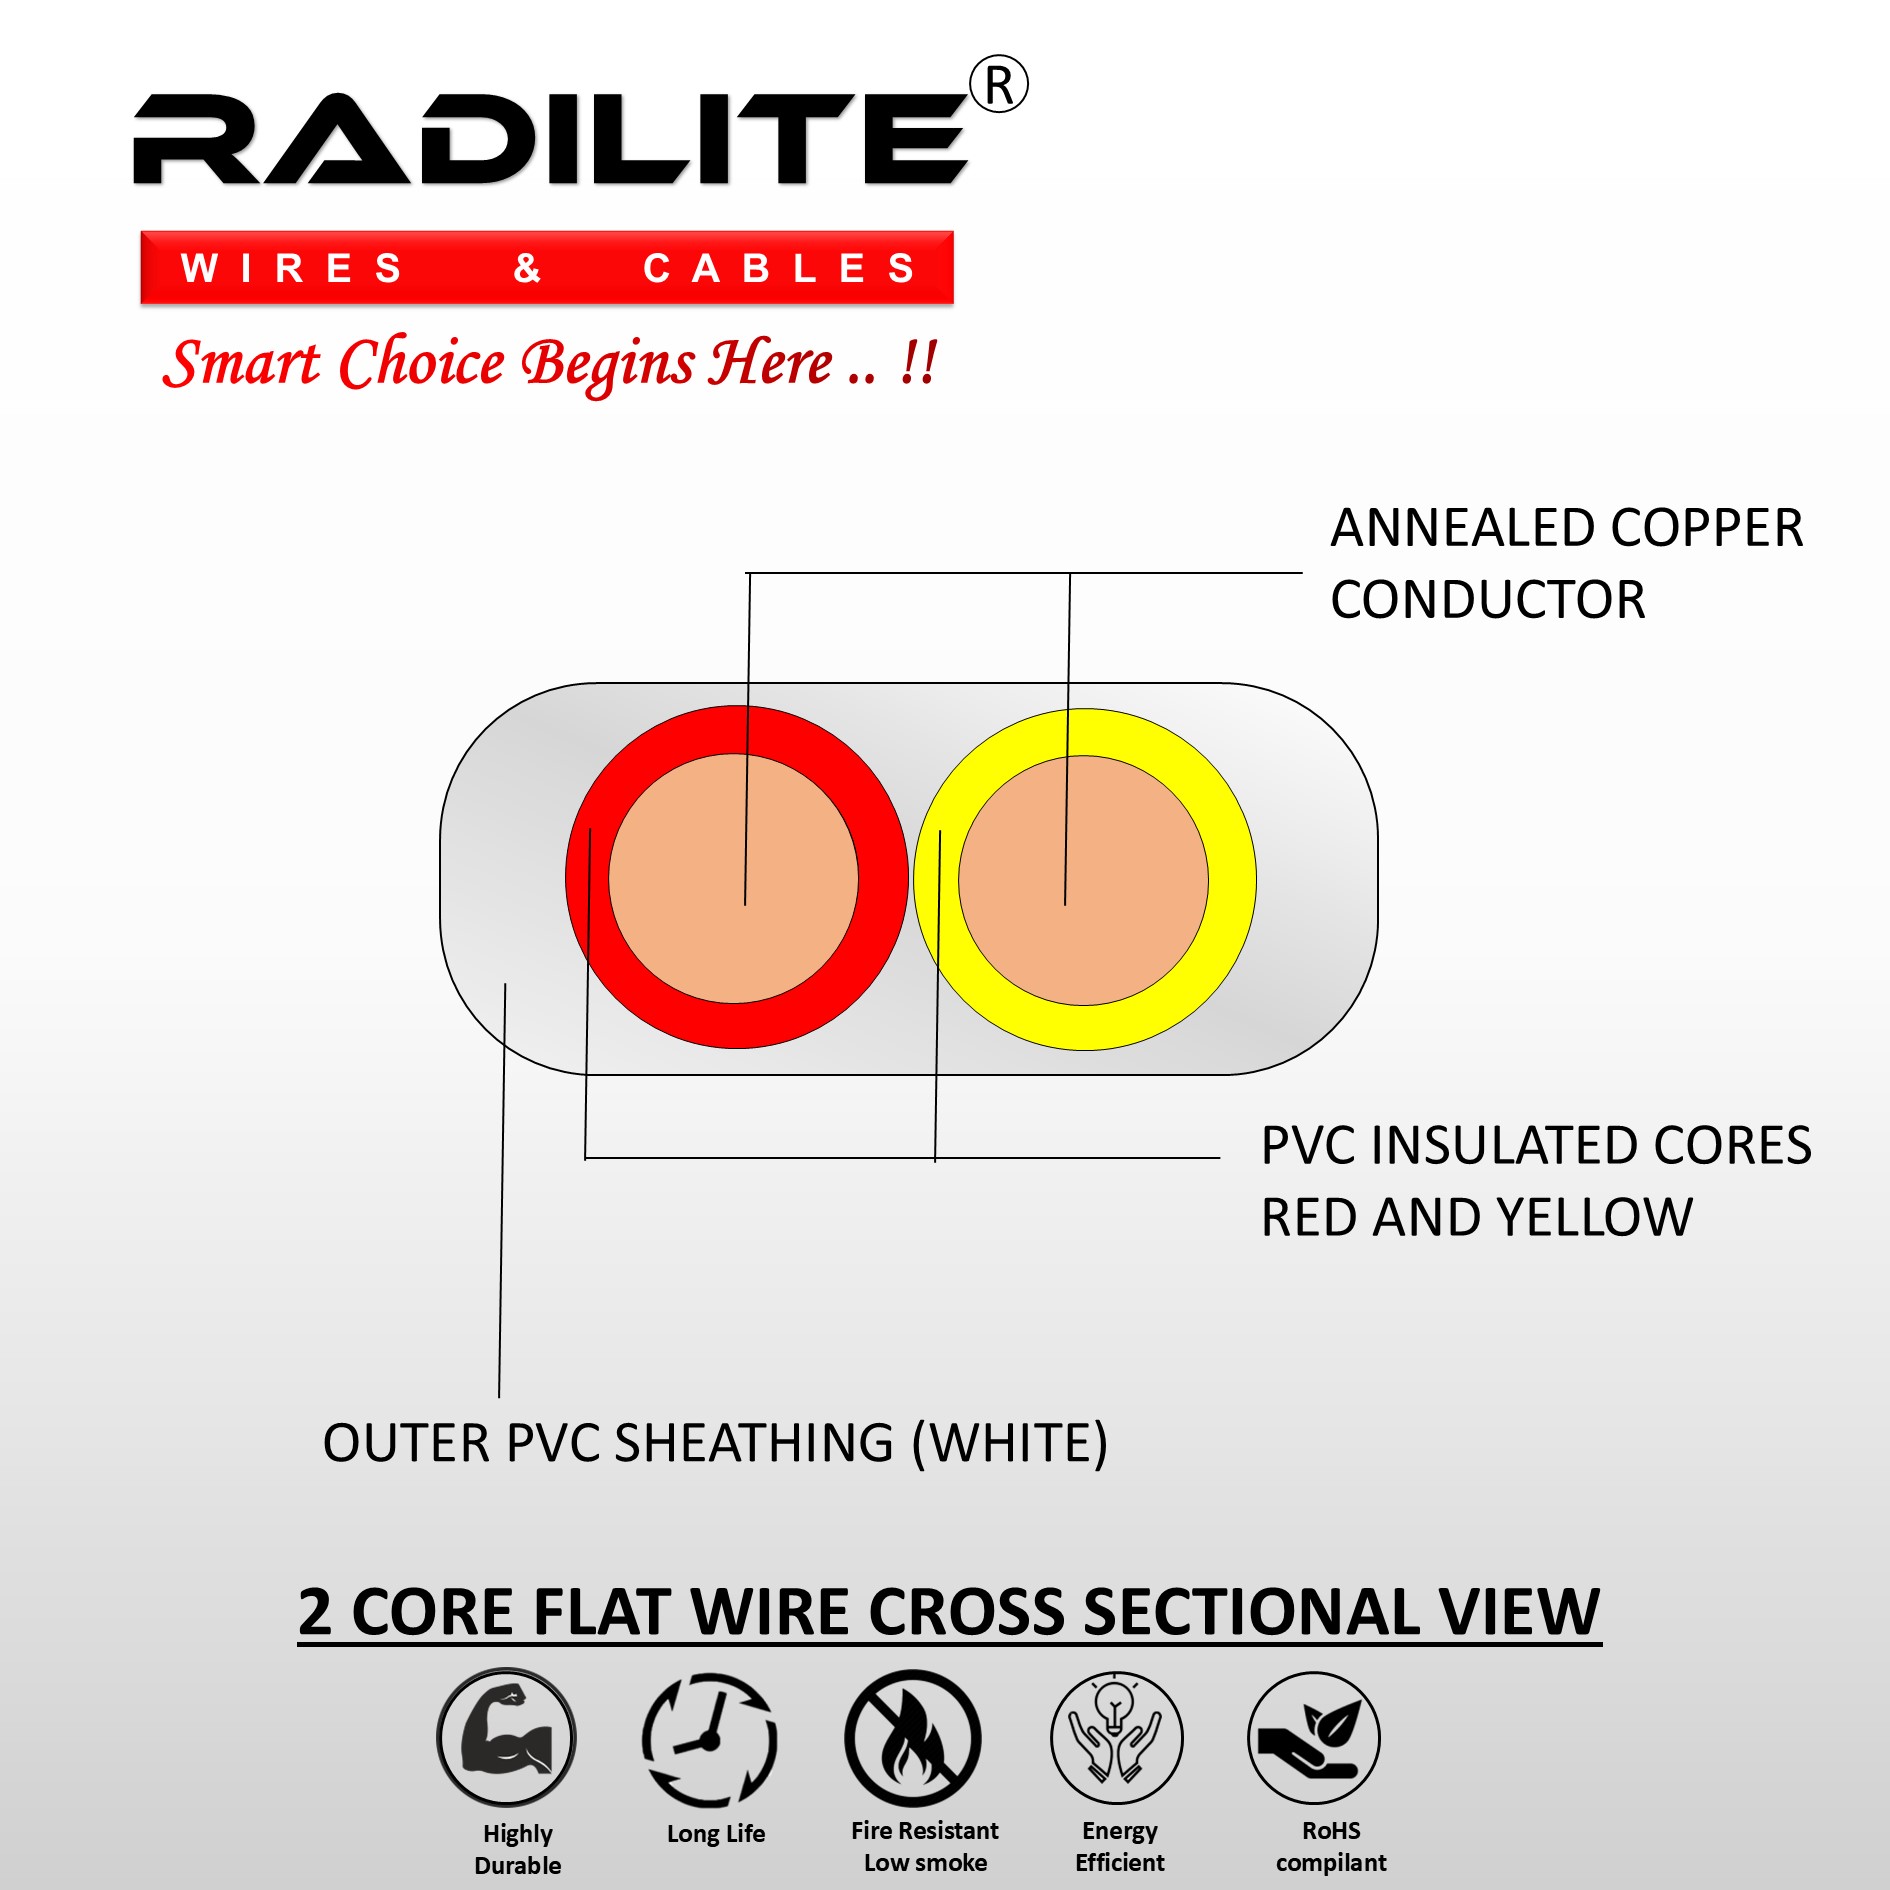 RADILITE®
WIRES & CABLES
Smart Choice Begins Here .. !!
ANNEALED COPPER
CONDUCTOR
PVC INSULATED CORES
RED AND YELLOW
OUTER PVC SHEATHING (WHITE)
2 CORE FLAT WIRE CROSS SECTIONAL VIEW
Highly
Durable
Long Life
Fire Resistant
Low smoke
Energy
Efficient
RoHS
compilant